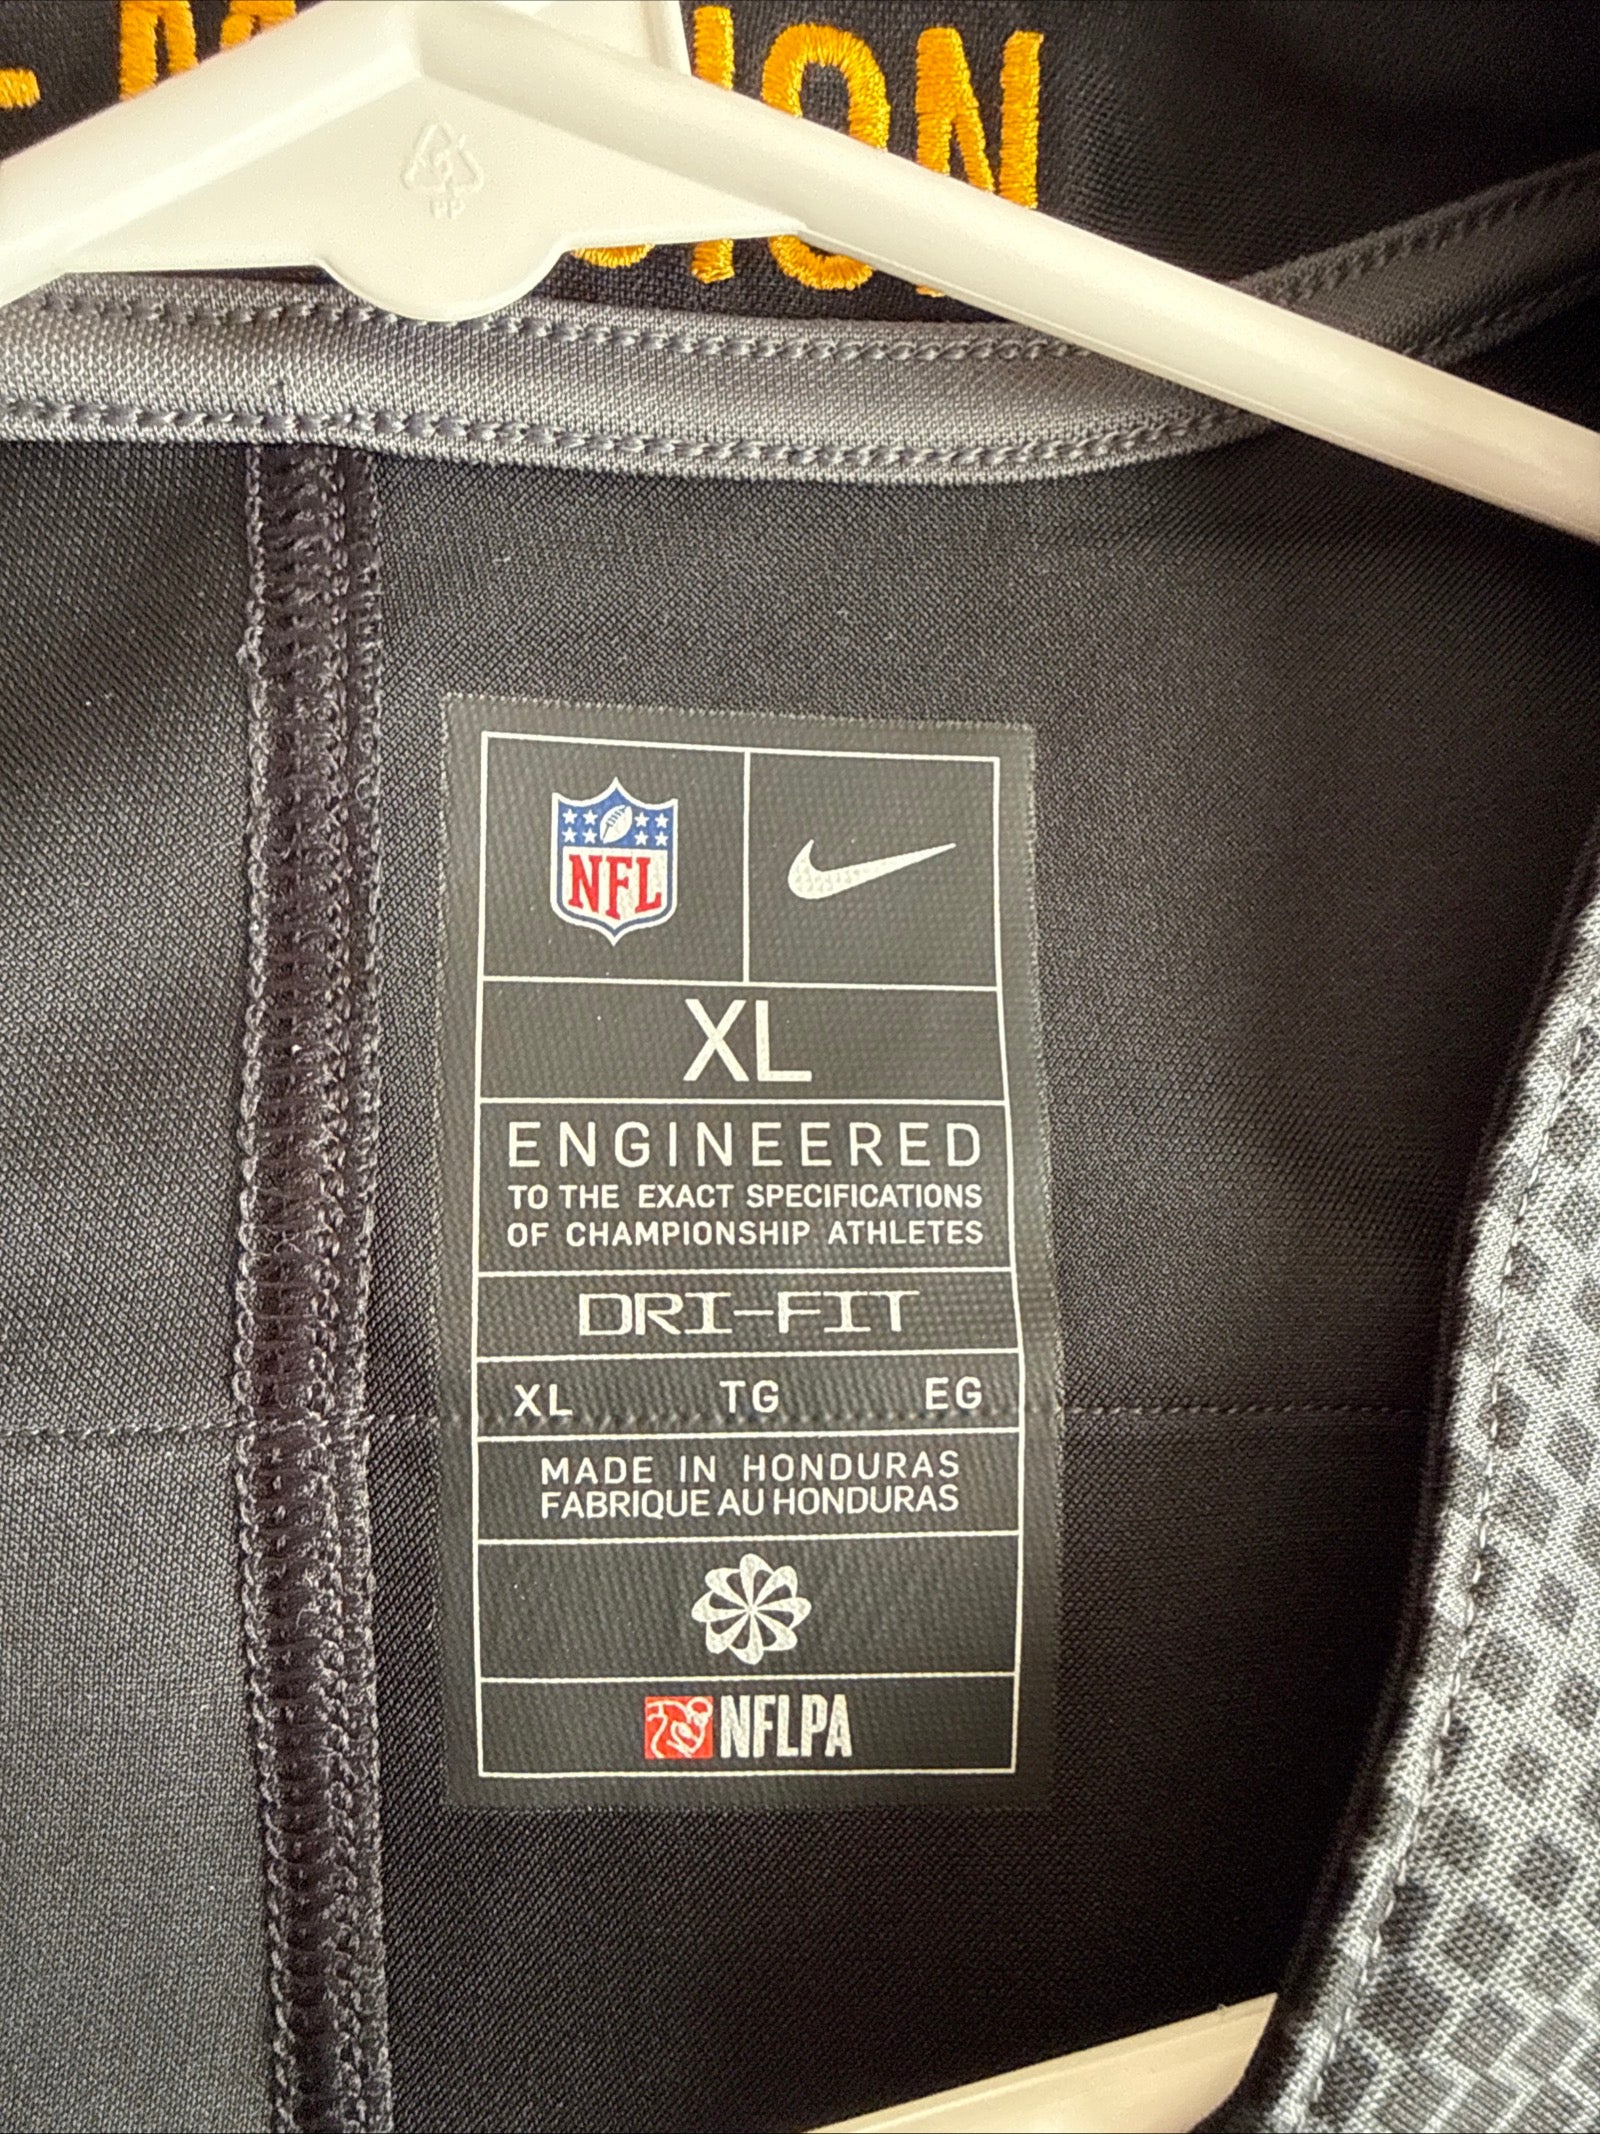 PP
NFL
XL
ENGINEERED
TO THE EXACT SPECIFICATIONS
OF CHAMPIONSHIP ATHLETES
DRI-FIT
XL TG EG
MADE IN HONDURAS
FABRIQUE AU HONDURAS
NFLPA